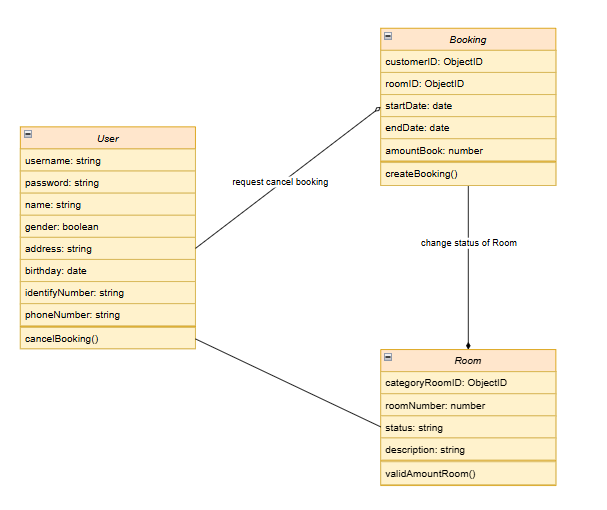 Booking
customerID: ObjectID
roomID: ObjectID
startDate: date
endDate: date
amountBook: number
createBooking()
User
username: string
password: string
name: string
gender: boolean
address: string
birthday: date
identifyNumber: string
phoneNumber: string
cancelBooking()
request cancel booking
change status of Room
Room
categoryRoomID: ObjectID
roomNumber: number
status: string
description: string
validAmountRoom()